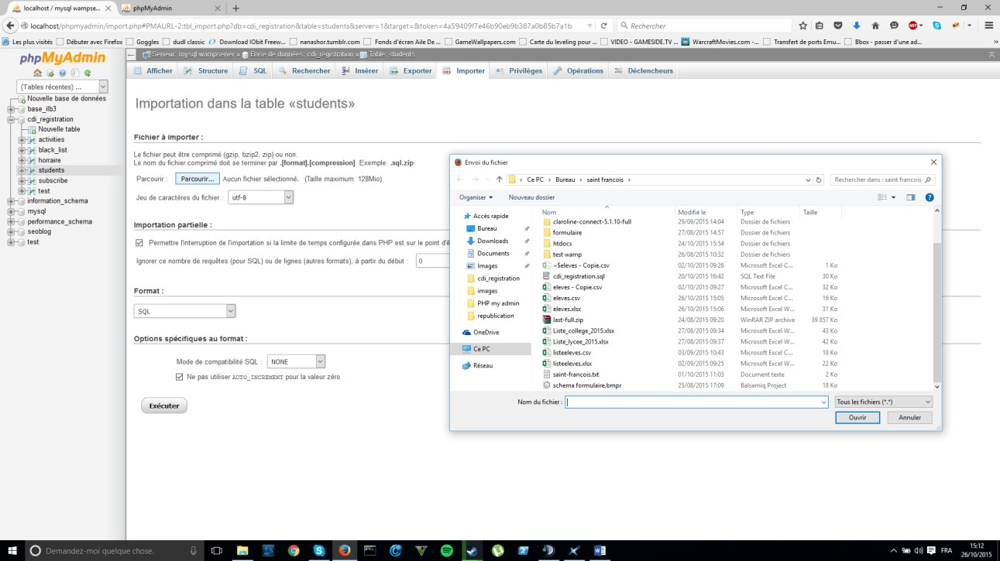 localhost / mysql wampse...
phpMyAdmin
localhost/phpmyadmin/import.php#PMAURL-2:tbl_import.php?db=cdi_registration&table=students&server=1&target=&token=4a59409f7e46b90eb9b387a0b85b7a1b
Rechercher
Les plus visités
Débuter avec Firefox
Goggles
dudl classic
Download IObit Freew...
nanashor.tumblr.com
Fonds d'écran Aile De ...
GameWallpapers.com
Carte du leveling pour ...
VIDEO - GAMESIDE.TV ...
WarcraftMovies.com -...
Transfert de ports Emu...
Bbox - passer d'une ad...
phpMyAdmin
(Tables récentes) ...
Nouvelle base de données
base_ilb3
cdi_registration
Nouvelle table
activities
black_list
horraire
students
subscribe
test
information_schema
mysql
performance_schema
seoblog
test
Serveur: mysql wampserver » Base de données: cdi_registration » Table: students
Afficher
Structure
SQL
Rechercher
Insérer
Exporter
Importer
Privilèges
Opérations
Déclencheurs
Importation dans la table «students»
Fichier à importer :
Le fichier peut être comprimé (gzip, bzip2, zip) ou non.
Le nom du fichier comprimé doit se terminer par .[format].[compression]. Exemple: .sql.zip
Parcourir : Parcourir... Aucun fichier sélectionné. (Taille maximum: 128Mio)
Jeu de caractères du fichier : utf-8
Importation partielle :
Permettre l'interruption de l'importation si la limite de temps configurée dans PHP est sur le point d'ê
Ignorer ce nombre de requêtes (pour SQL) ou de lignes (autres formats), à partir du début : 0
Format :
SQL
Options spécifiques au format :
Mode de compatibilité SQL : NONE
Ne pas utiliser AUTO_INCREMENT pour la valeur zéro
Exécuter
Envoi du fichier
Ce PC > Bureau > saint francois >
Rechercher dans : saint francois
Organiser
Nouveau dossier
Accès rapide
Bureau
Downloads
Documents
Images
cdi_registration
images
PHP my admin
republication
OneDrive
Ce PC
Réseau
Nom Modifié le Type Taille
claroline-connect-5.1.10-full 29/09/2015 14:04 Dossier de fichiers
formulaire 27/08/2015 14:57 Dossier de fichiers
htdocs 24/10/2015 15:54 Dossier de fichiers
test wamp 26/08/2015 10:32 Dossier de fichiers
~$eleves - Copie.csv 02/10/2015 09:26 Microsoft Excel C... 1 Ko
cdi_registration.sql 20/10/2015 16:42 SQL Text File 30 Ko
eleves - Copie.csv 02/10/2015 09:27 Microsoft Excel C... 32 Ko
eleves.csv 26/10/2015 15:05 Microsoft Excel C... 16 Ko
eleves.xlsx 26/10/2015 15:06 Microsoft Excel W... 31 Ko
last-full.zip 24/08/2015 09:20 WinRAR ZIP archive 39 857 Ko
Liste_college_2015.xlsx 27/08/2015 09:34 Microsoft Excel W... 43 Ko
Liste_lycee_2015.xlsx 27/08/2015 09:37 Microsoft Excel W... 42 Ko
listeeleves.csv 03/09/2015 10:43 Microsoft Excel C... 18 Ko
listeeleves.xlsx 02/09/2015 09:25 Microsoft Excel W... 22 Ko
saint-francois.txt 01/10/2015 11:03 Document texte 2 Ko
schema formulaire.bmpr 25/08/2015 17:09 Balsamiq Project 18 Ko
Nom du fichier :
Tous les fichiers (*.*)
Ouvrir
Annuler
Demandez-moi quelque chose.
FRA
15:12
26/10/2015